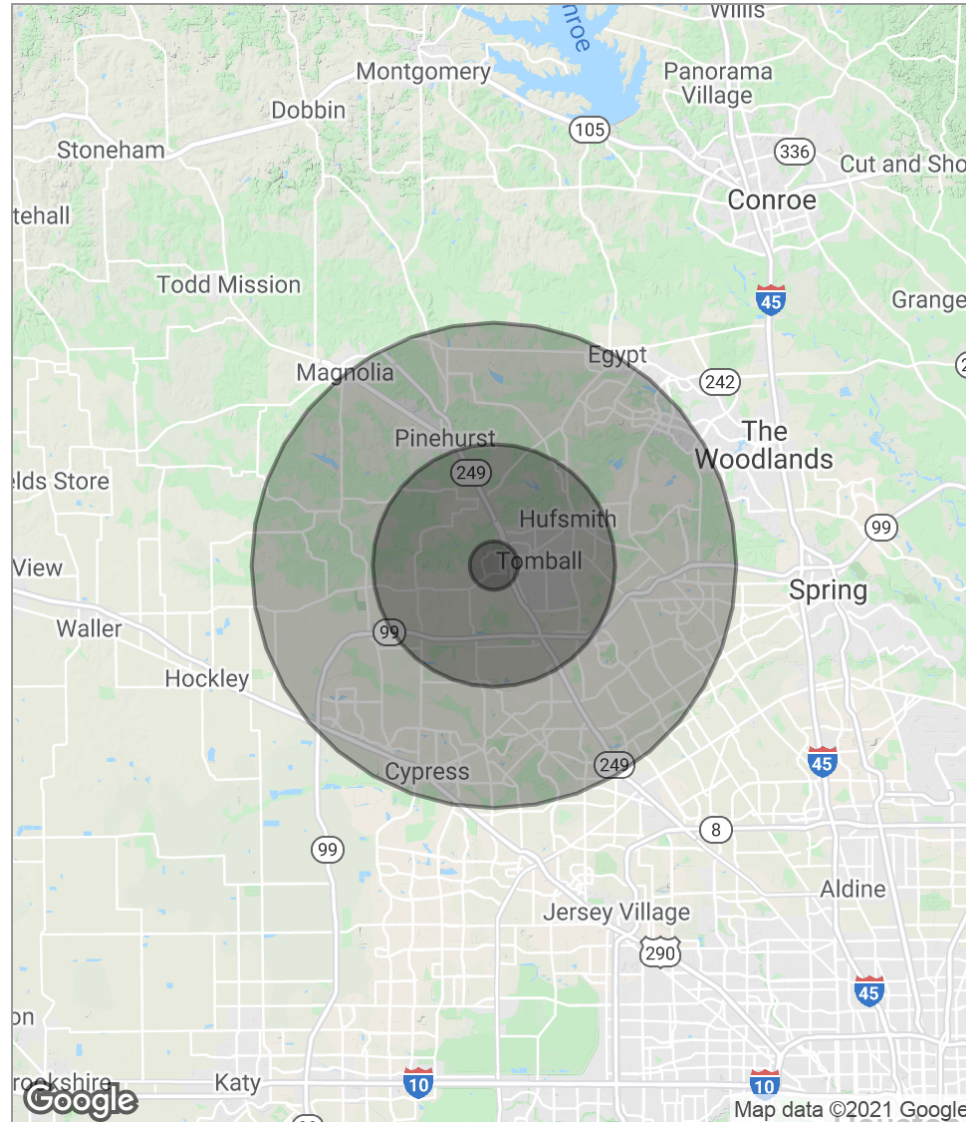 Willis
nroe
Montgomery
Panorama
Village
Dobbin
105
336
Stoneham
Cut and Sho
Conroe
tehall
Todd Mission
45
Grange
Egypt
Magnolia
242
Pinehurst
The
Woodlands
249
elds Store
Hufsmith
99
Tomball
View
Spring
Waller
99
Hockley
45
249
Cypress
8
99
Aldine
Jersey Village
290
45
on
rookshire
Katy
10
10
Google
Map data ©2021 Google